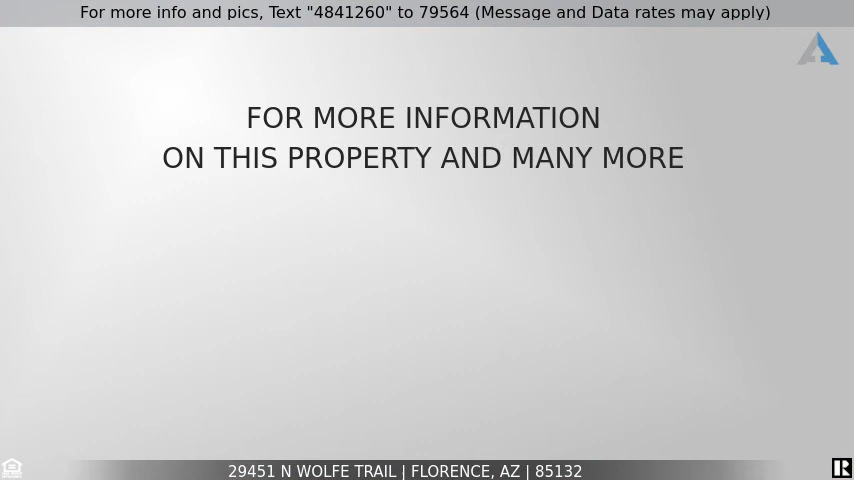 For more info and pics, Text "4841260" to 79564 (Message and Data rates may apply)
FOR MORE INFORMATION
ON THIS PROPERTY AND MANY MORE
29451 N WOLFE TRAIL | FLORENCE, AZ | 85132